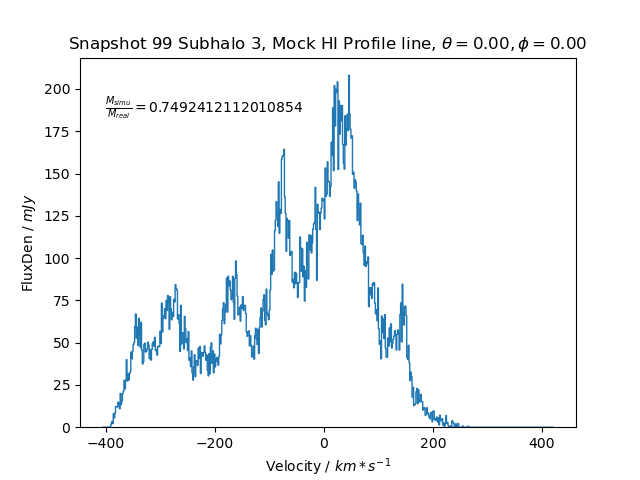 Snapshot 99 Subhalo 3, Mock HI Profile line, θ = 0.00, ϕ = 0.00
M_simu / M_real = 0.7492412112010854
FluxDen / mJy
200
175
150
125
100
75
50
25
0
−400 −200 0 200 400
Velocity / km * s^−1